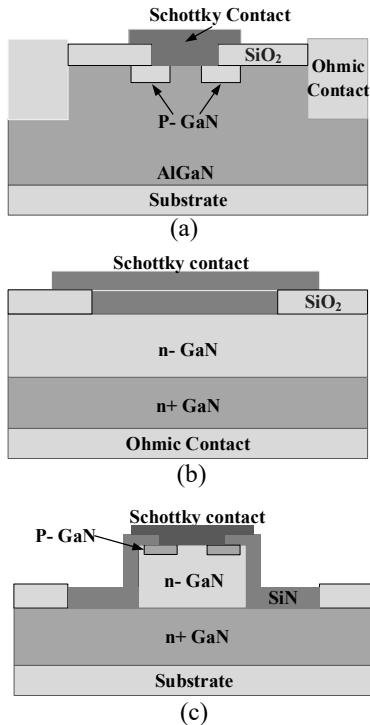 Schottky Contact
SiO2
Ohmic
Contact
P- GaN
AlGaN
Substrate
(a)
Schottky contact
SiO2
n- GaN
n+ GaN
Ohmic Contact
(b)
Schottky contact
P- GaN
n- GaN
SiN
n+ GaN
Substrate
(c)